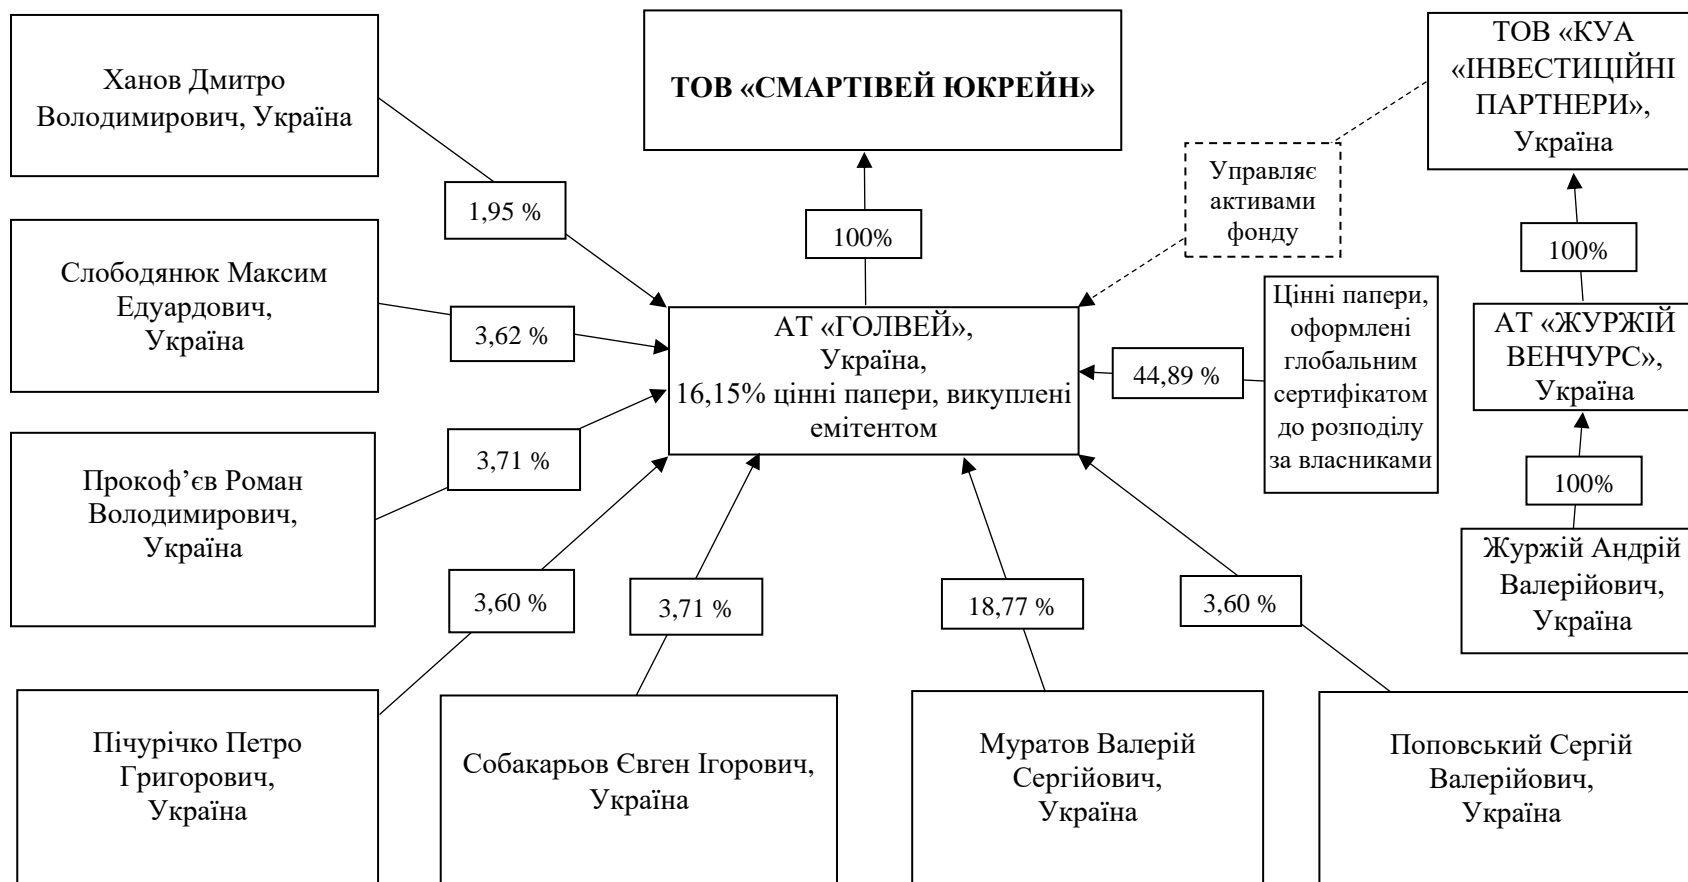 Ханов Дмитро
Володимирович, Україна
ТОВ «СМАРТІВЕЙ ЮКРЕЙН»
ТОВ «КУА
«ІНВЕСТИЦІЙНІ
ПАРТНЕРИ»,
Україна
Управляє
активами
фонду
1,95 %
100%
100%
Слободянюк Максим
Едуардович,
Україна
3,62 %
АТ «ГОЛВЕЙ»,
Україна,
16,15% цінні папери, викуплені
емітентом
44,89 %
Цінні папери,
оформлені
глобальним
сертифікатом
до розподілу
за власниками
АТ «ЖУРЖІЙ
ВЕНЧУРС»,
Україна
Прокоф’єв Роман
Володимирович,
Україна
3,71 %
100%
Журжій Андрій
Валерійович,
Україна
3,60 %
3,71 %
18,77 %
3,60 %
Пічурічко Петро
Григорович,
Україна
Собакарьов Євген Ігорович,
Україна
Муратов Валерій
Сергійович,
Україна
Поповський Сергій
Валерійович,
Україна